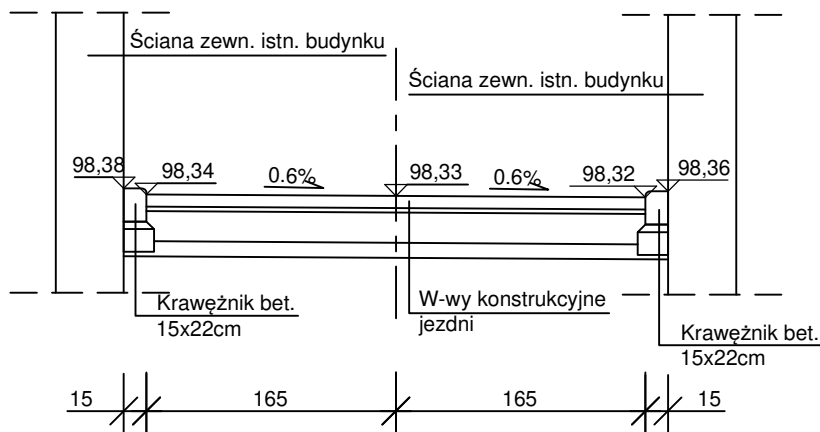 Ściana zewn. istn. budynku
Ściana zewn. istn. budynku
98,38
98,34
0.6%
98,33
0.6%
98,32
98,36
Krawężnik bet.
15x22cm
W-wy konstrukcyjne
jezdni
Krawężnik bet.
15x22cm
15
165
165
15